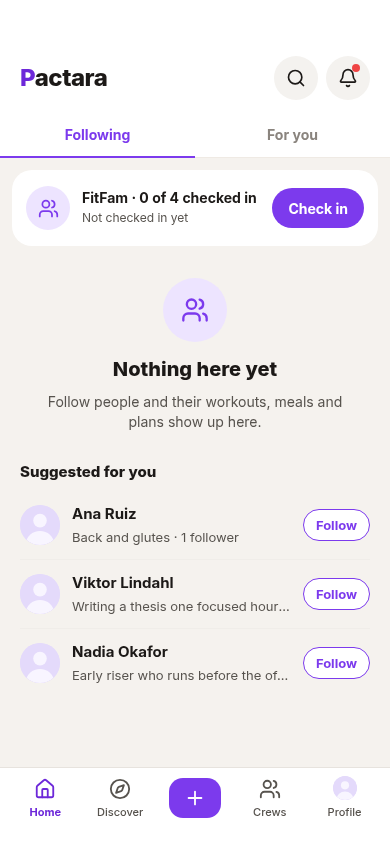 Pactara
Following
For you
FitFam · 0 of 4 checked in
Not checked in yet
Check in
Nothing here yet
Follow people and their workouts, meals and
plans show up here.
Suggested for you
Ana Ruiz
Back and glutes · 1 follower
Follow
Viktor Lindahl
Writing a thesis one focused hour...
Follow
Nadia Okafor
Early riser who runs before the of...
Follow
Home
Discover
Crews
Profile